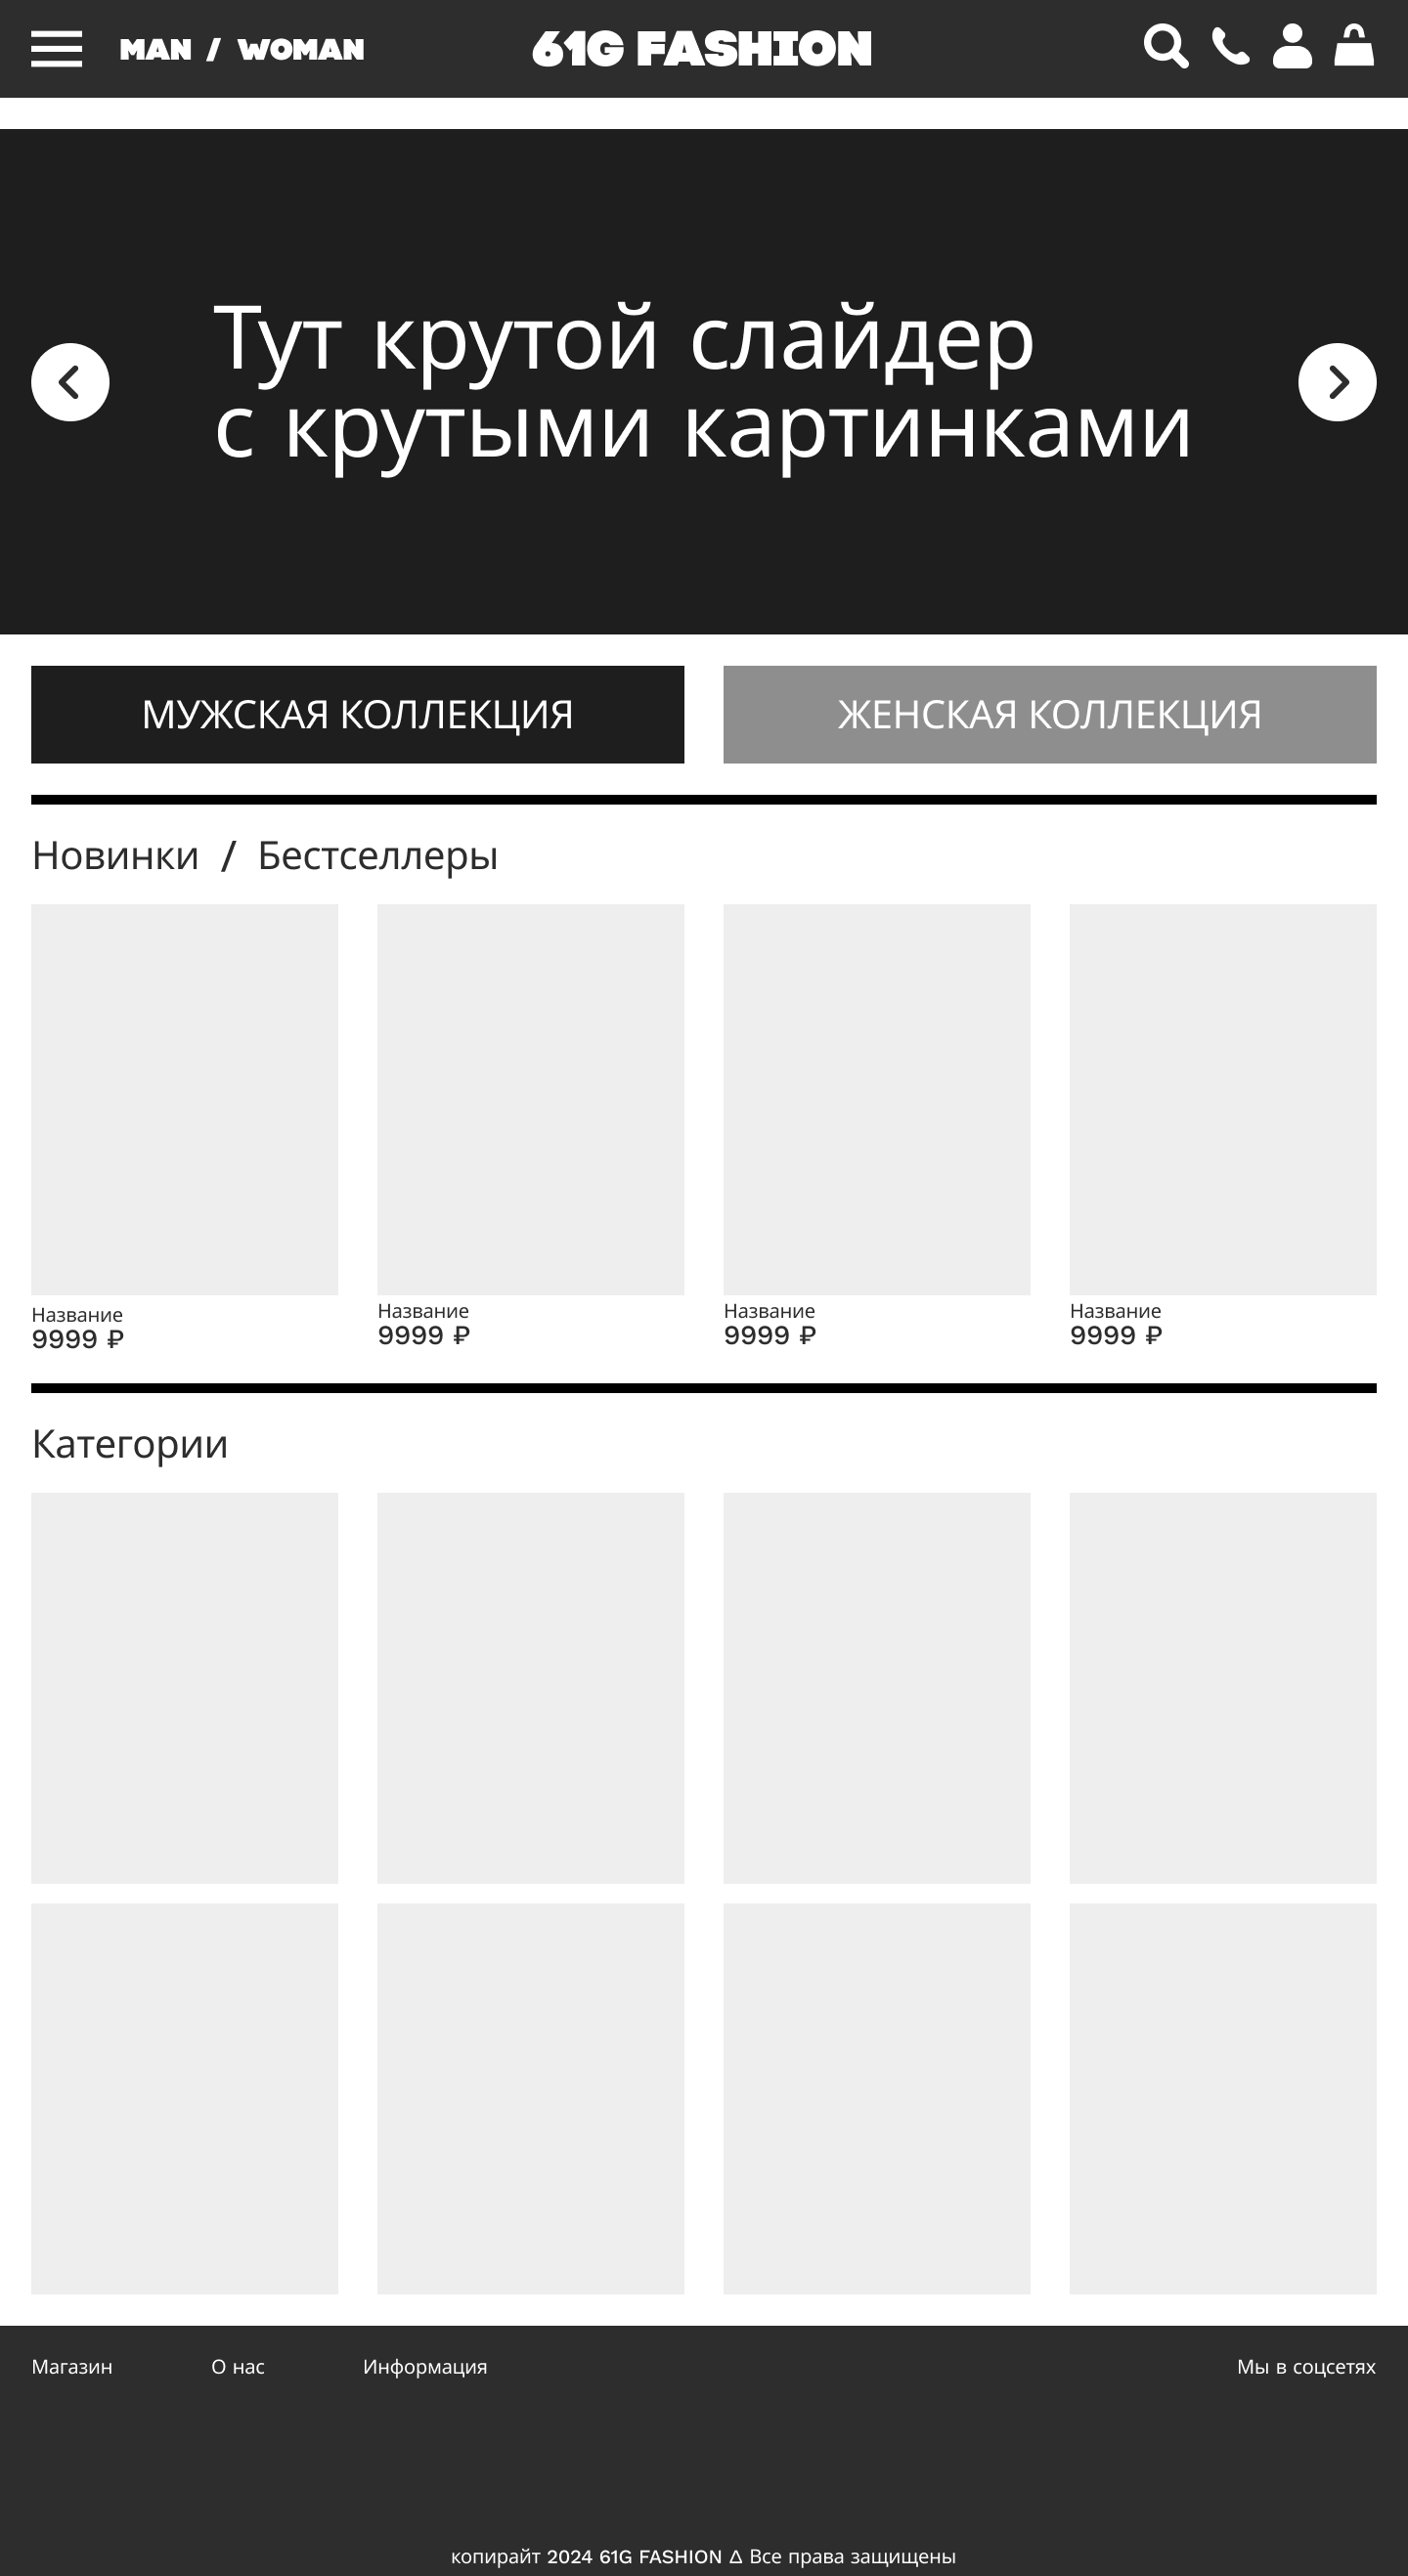 MAN / WOMAN
61G FASHION
Тут крутой слайдер
с крутыми картинками
МУЖСКАЯ КОЛЛЕКЦИЯ
ЖЕНСКАЯ КОЛЛЕКЦИЯ
Новинки / Бестселлеры
Название
9999 ₽
Название
9999 ₽
Название
9999 ₽
Название
9999 ₽
Категории
Магазин
О нас
Информация
Мы в соцсетях
копирайт 2024 61G FASHION Δ Все права защищены